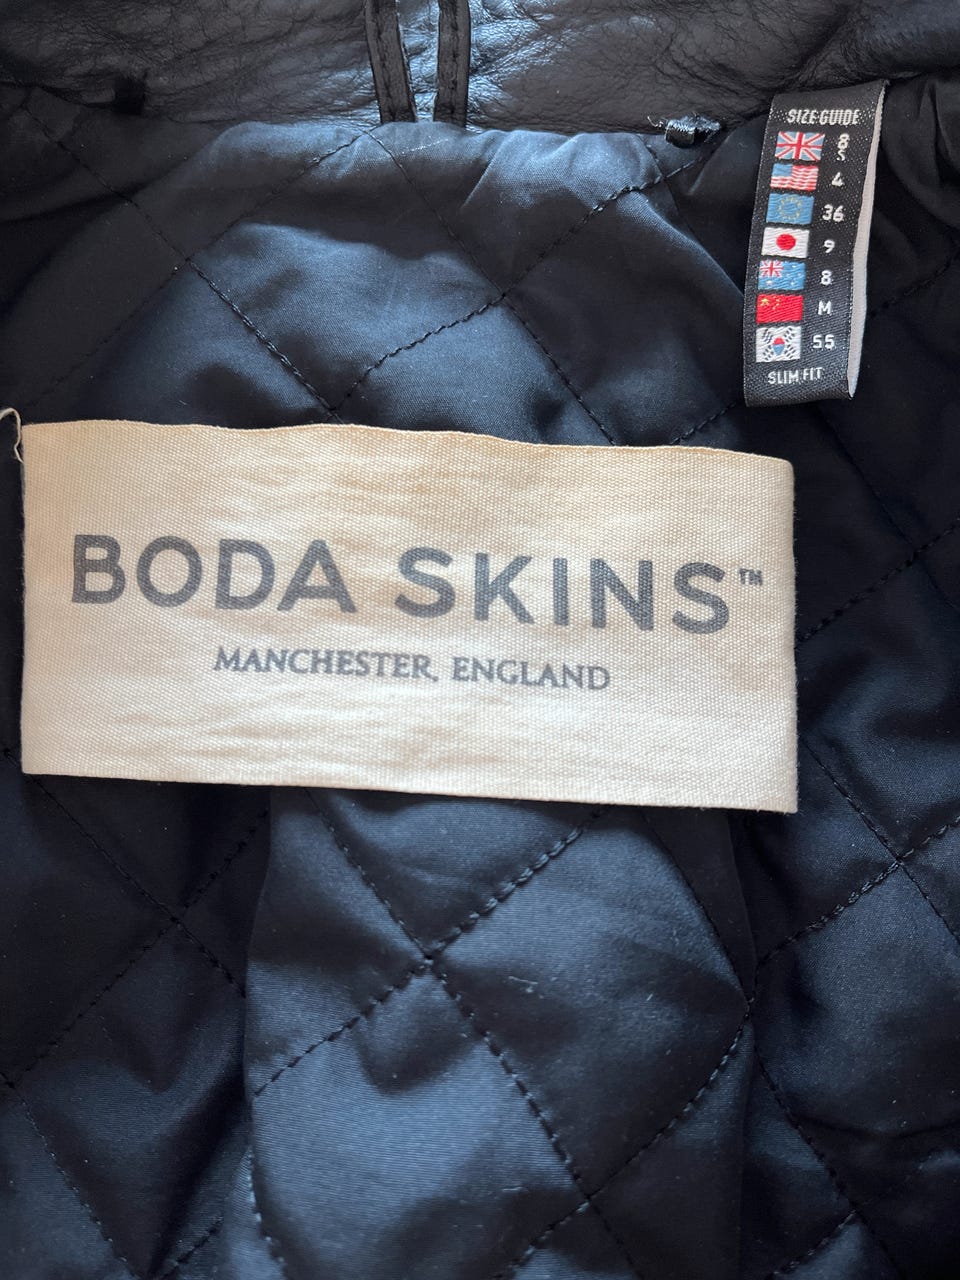 SIZE GUIDE
8
S
4
36
9
8
M
55
SLIM FIT
BODA SKINS™
MANCHESTER, ENGLAND